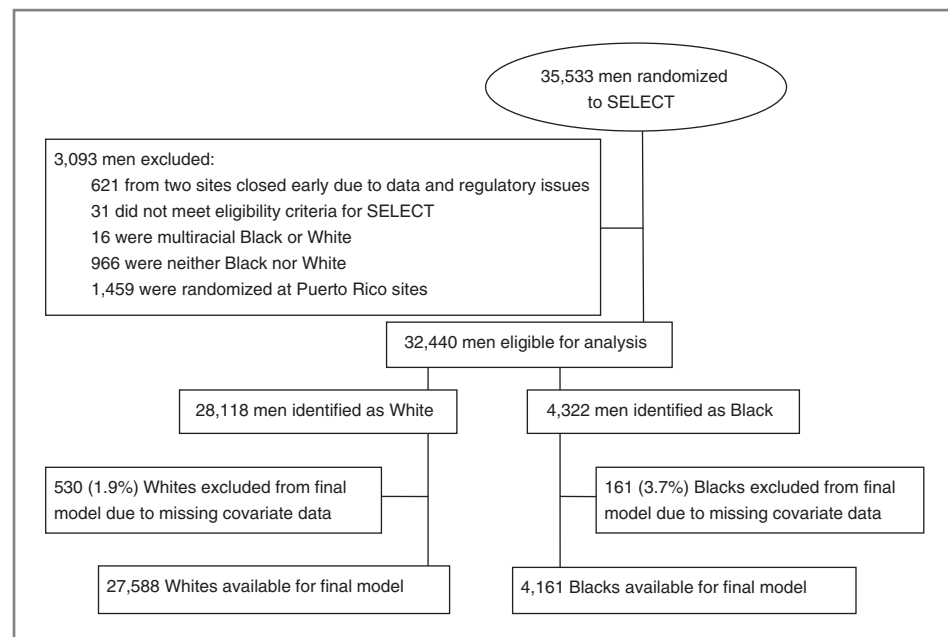 35,533 men randomized
to SELECT
3,093 men excluded:
621 from two sites closed early due to data and regulatory issues
31 did not meet eligibility criteria for SELECT
16 were multiracial Black or White
966 were neither Black nor White
1,459 were randomized at Puerto Rico sites
32,440 men eligible for analysis
28,118 men identified as White
4,322 men identified as Black
530 (1.9%) Whites excluded from final
model due to missing covariate data
161 (3.7%) Blacks excluded from final
model due to missing covariate data
27,588 Whites available for final model
4,161 Blacks available for final model